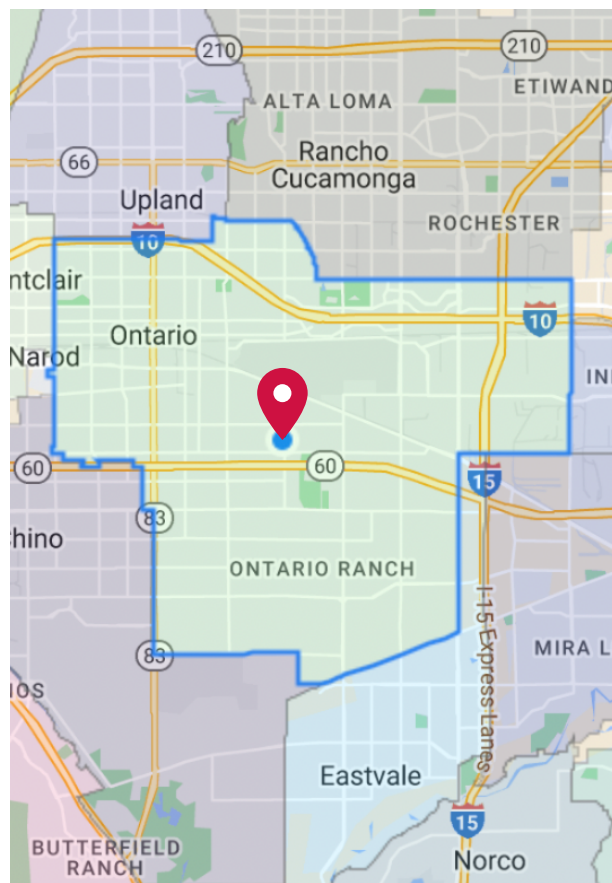 210
210
ALTA LOMA
ETIWAND
66
Rancho
Cucamonga
Upland
ROCHESTER
10
ntclair
10
Ontario
Narod
IN
60
60
15
83
hino
ONTARIO RANCH
I-15 Express Lanes
83
MIRA L
OS
Eastvale
15
BUTTERFIELD
RANCH
Norco